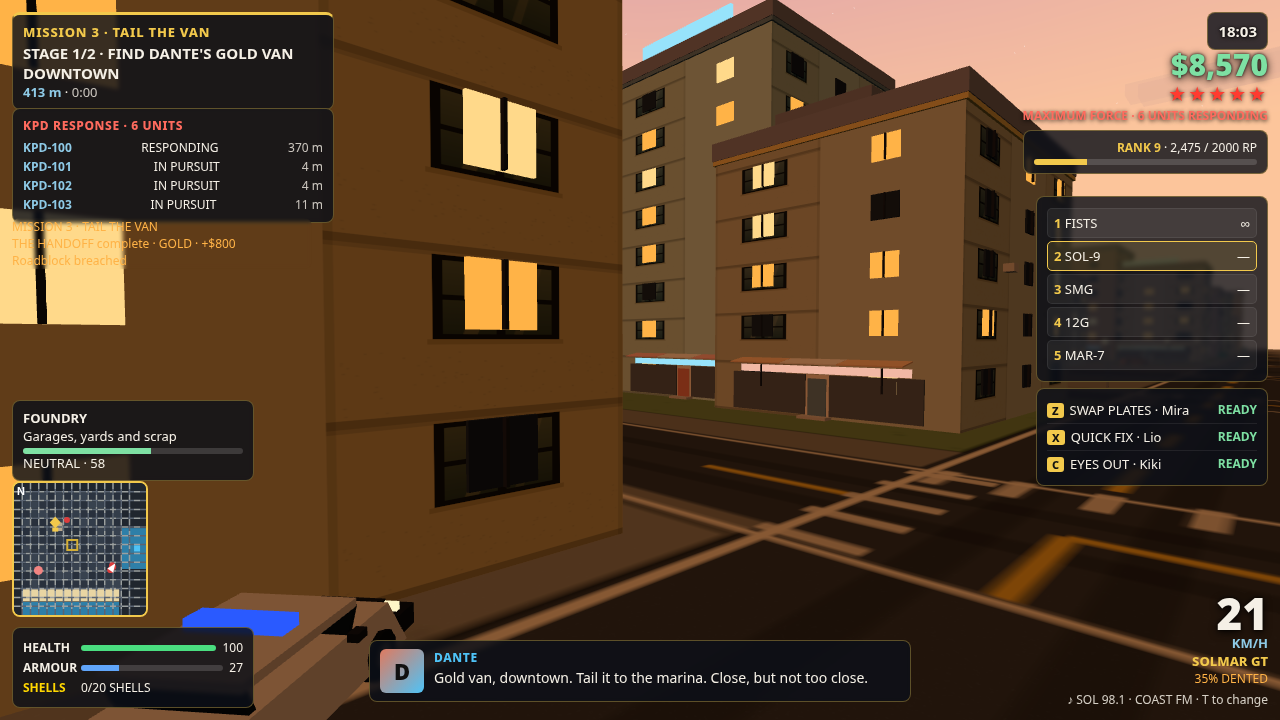 MISSION 3 · TAIL THE VAN
STAGE 1/2 · FIND DANTE'S GOLD VAN
DOWNTOWN
413 m · 0:00
KPD RESPONSE · 6 UNITS
KPD-100 RESPONDING 370 m
KPD-101 IN PURSUIT 4 m
KPD-102 IN PURSUIT 4 m
KPD-103 IN PURSUIT 11 m
MISSION 3 · TAIL THE VAN
THE HANDOFF complete · GOLD · +$800
Roadblock breached
18:03
$8,570
★★★★★
MAXIMUM FORCE · 6 UNITS RESPONDING
RANK 9 · 2,475 / 2000 RP
1 FISTS ∞
2 SOL-9 —
3 SMG —
4 12G —
5 MAR-7 —
Z SWAP PLATES · Mira READY
X QUICK FIX · Lio READY
C EYES OUT · Kiki READY
FOUNDRY
Garages, yards and scrap
NEUTRAL · 58
N
HEALTH 100
ARMOUR 27
SHELLS 0/20 SHELLS
D
DANTE
Gold van, downtown. Tail it to the marina. Close, but not too close.
21
KM/H
SOLMAR GT
35% DENTED
♪ SOL 98.1 · COAST FM · T to change